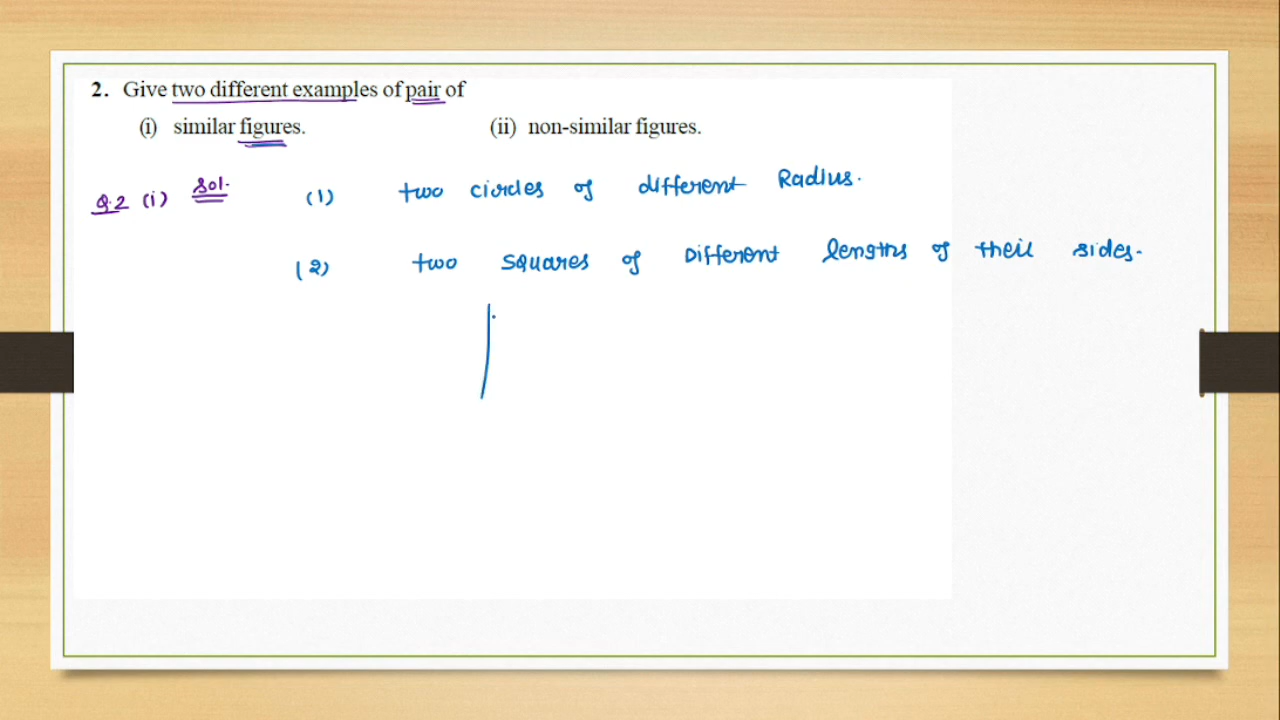 2. Give two different examples of pair of
(i) similar figures. (ii) non-similar figures.
Q.2 (i) Sol. (1) two circles of different Radius.
(2) two squares of Different lengths of their sides.